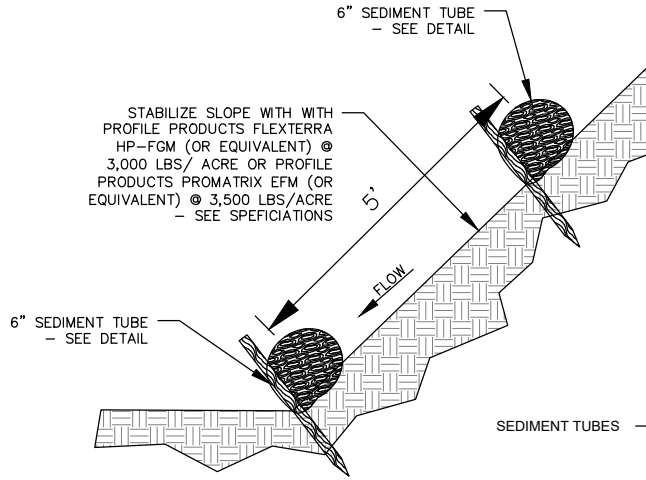 6" SEDIMENT TUBE
– SEE DETAIL
STABILIZE SLOPE WITH WITH
PROFILE PRODUCTS FLEXTERRA
HP–FGM (OR EQUIVALENT) @
3,000 LBS/ ACRE OR PROFILE
PRODUCTS PROMATRIX EFM (OR
EQUIVALENT) @ 3,500 LBS/ACRE
– SEE SPEFICIATIONS
5'
FLOW
6" SEDIMENT TUBE
– SEE DETAIL
SEDIMENT TUBES